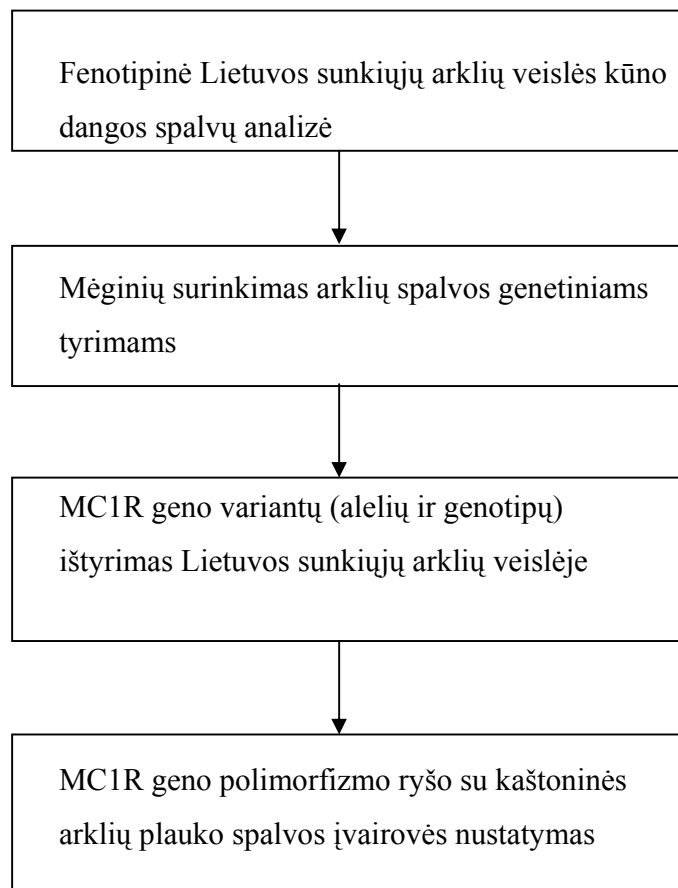 Fenotipinė Lietuvos sunkiųjų arklių veislės kūno
dangos spalvų analizė
Mėginių surinkimas arklių spalvos genetiniams
tyrimams
MC1R geno variantų (alelių ir genotipų)
ištyrimas Lietuvos sunkiųjų arklių veislėje
MC1R geno polimorfizmo ryšo su kaštoninės
arklių plauko spalvos įvairovės nustatymas